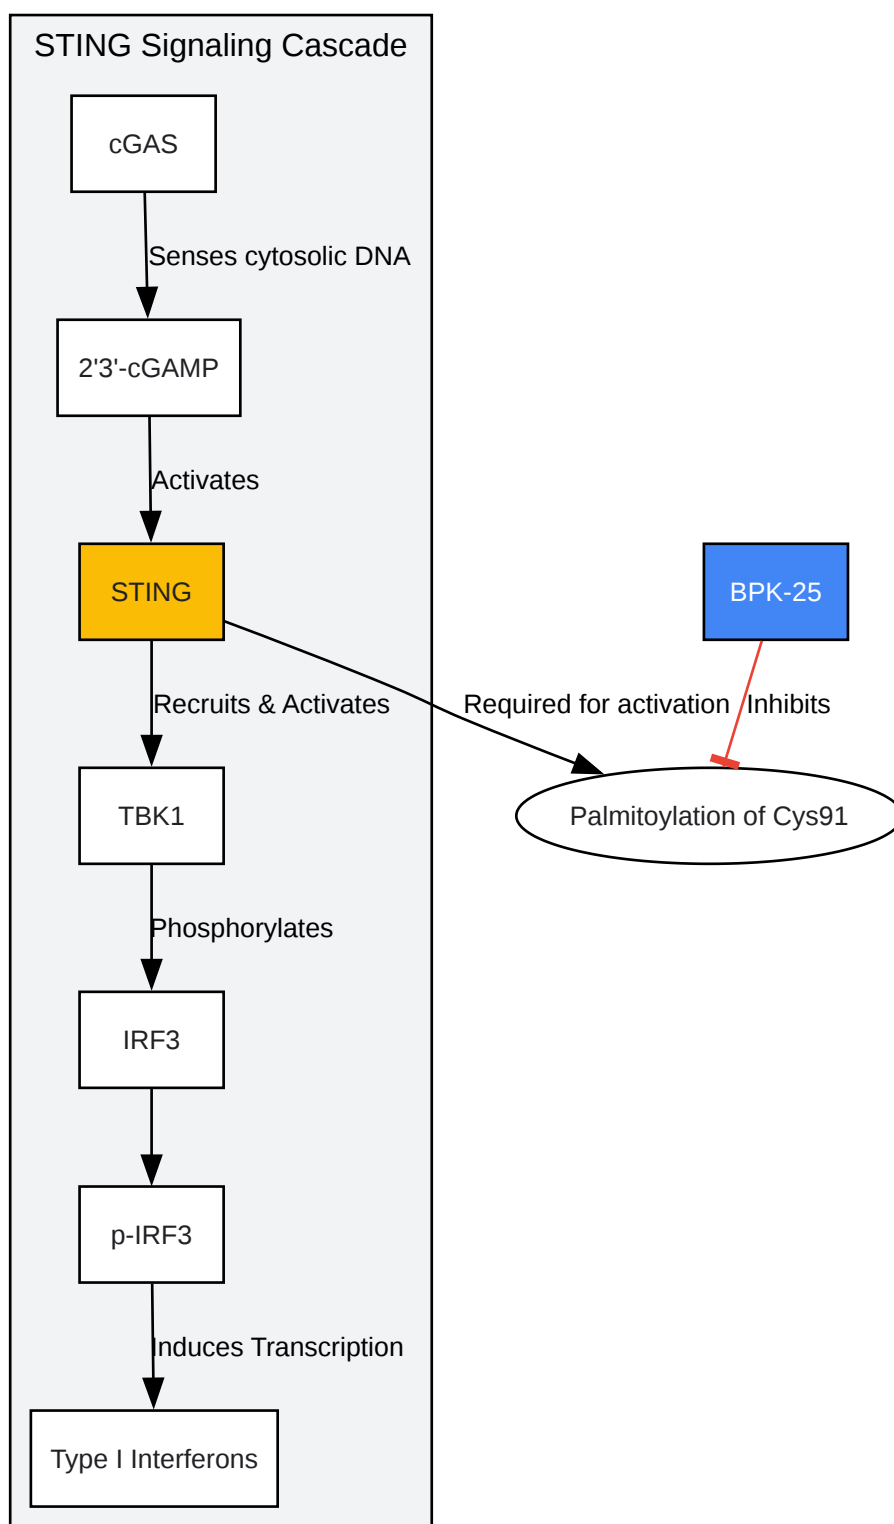 STING Signaling Cascade
cGAS
Senses cytosolic DNA
2'3'-cGAMP
Activates
STING
BPK-25
Recruits & Activates
Required for activation
Inhibits
TBK1
Palmitoylation of Cys91
Phosphorylates
IRF3
p-IRF3
Induces Transcription
Type I Interferons